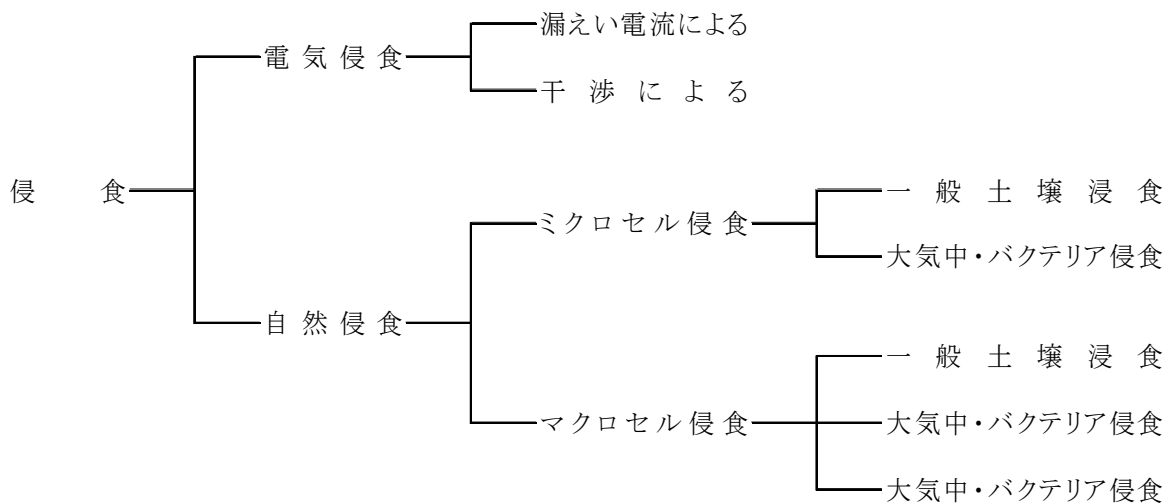 漏えい電流による
電気侵食
干渉による
侵食
一般土壌浸食
ミクロセル侵食
大気中・バクテリア侵食
自然侵食
一般土壌浸食
マクロセル侵食
大気中・バクテリア侵食
大気中・バクテリア侵食